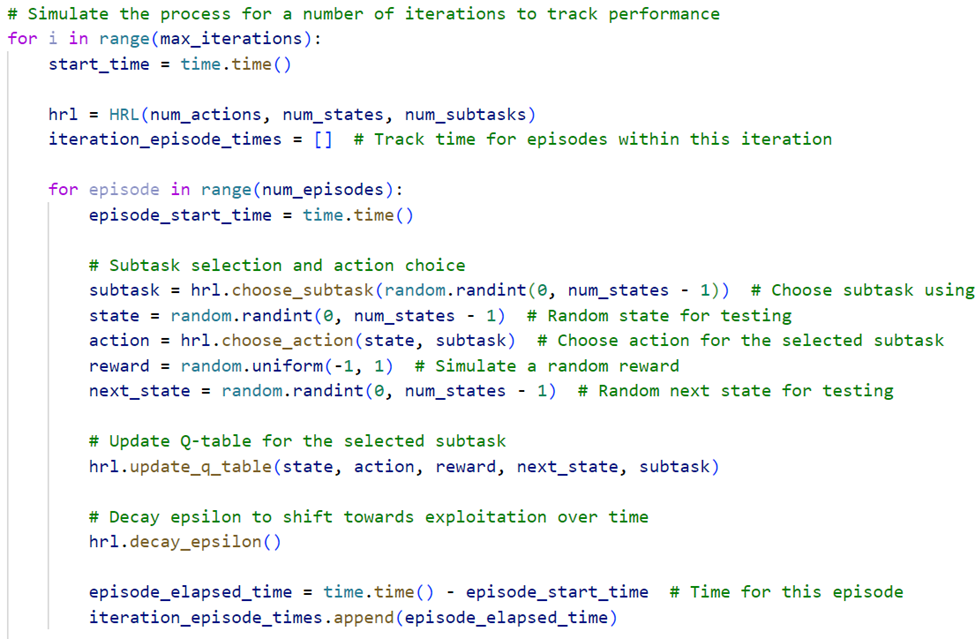 # Simulate the process for a number of iterations to track performance
for i in range(max_iterations):
    start_time = time.time()

    hrl = HRL(num_actions, num_states, num_subtasks)
    iteration_episode_times = []  # Track time for episodes within this iteration

    for episode in range(num_episodes):
        episode_start_time = time.time()

        # Subtask selection and action choice
        subtask = hrl.choose_subtask(random.randint(0, num_states - 1))  # Choose subtask using
        state = random.randint(0, num_states - 1)  # Random state for testing
        action = hrl.choose_action(state, subtask)  # Choose action for the selected subtask
        reward = random.uniform(-1, 1)  # Simulate a random reward
        next_state = random.randint(0, num_states - 1)  # Random next state for testing

        # Update Q-table for the selected subtask
        hrl.update_q_table(state, action, reward, next_state, subtask)

        # Decay epsilon to shift towards exploitation over time
        hrl.decay_epsilon()

        episode_elapsed_time = time.time() - episode_start_time  # Time for this episode
        iteration_episode_times.append(episode_elapsed_time)